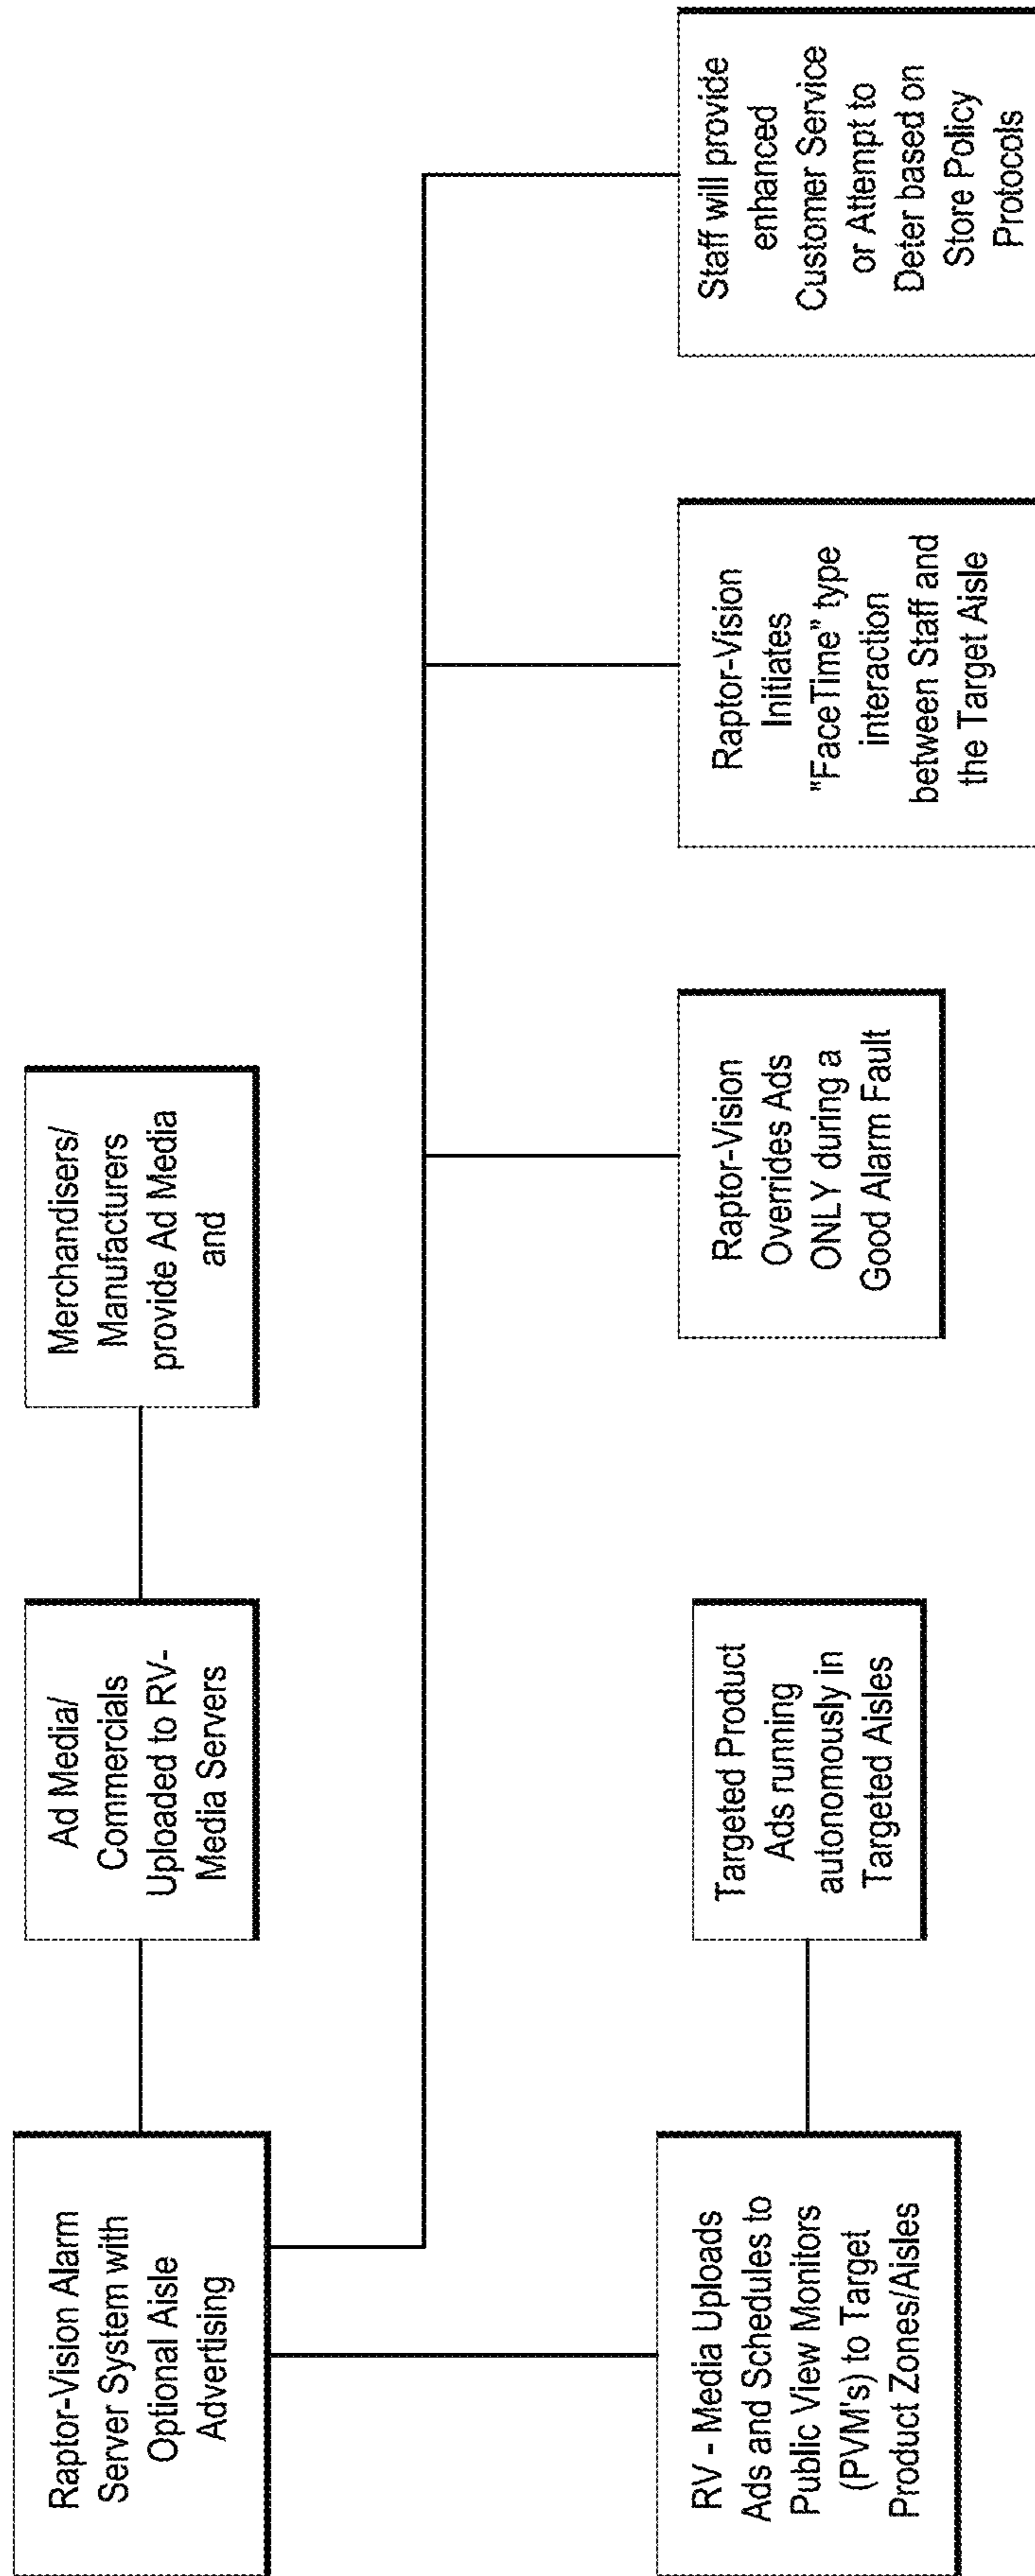 Raptor-Vision Alarm
Server System with
Optional Aisle
Advertising
Ad Media/
Commercials
Uploaded to RV-
Media Servers
Merchandisers/
Manufacturers
provide Ad Media
and
RV - Media Uploads
Ads and Schedules to
Public View Monitors
(PVM's) to Target
Product Zones/Aisles
Targeted Product
Ads running
autonomously in
Targeted Aisles
Raptor-Vision
Overrides Ads
ONLY during a
Good Alarm Fault
Raptor-Vision
Initiates
"FaceTime" type
interaction
between Staff and
the Target Aisle
Staff will provide
enhanced
Customer Service
or Attempt to
Deter based on
Store Policy
Protocols